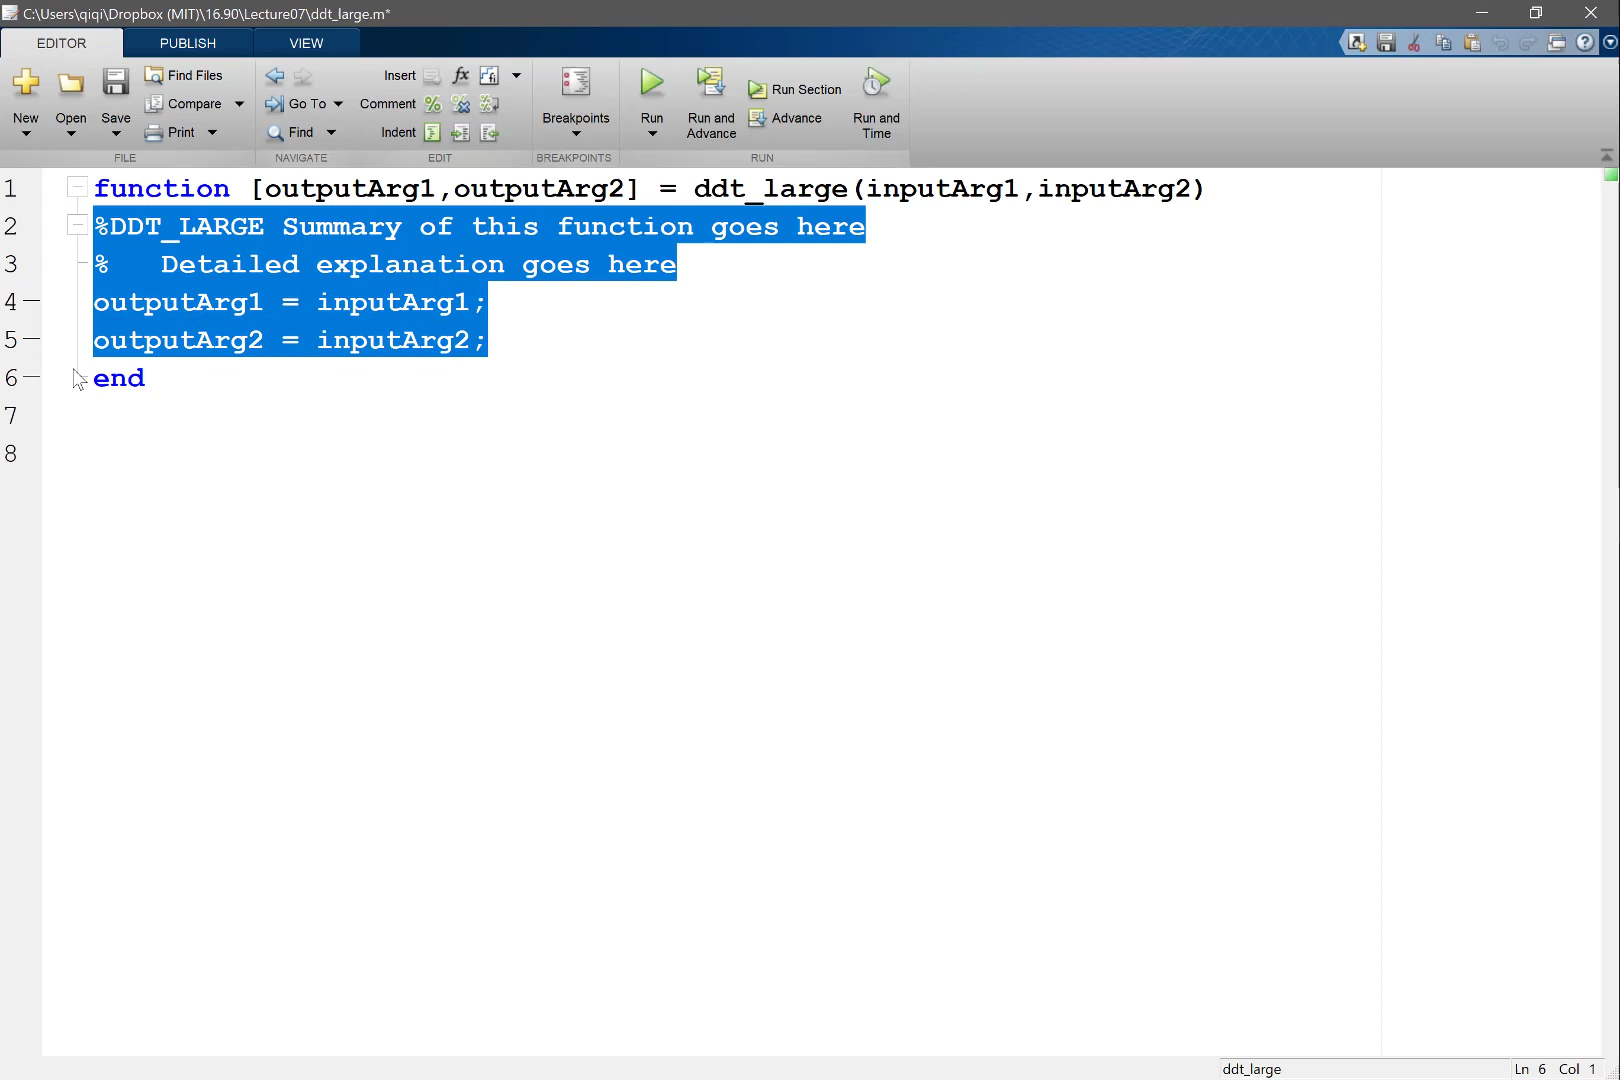 C:\Users\qiqi\Dropbox (MIT)\16.90\Lecture07\ddt_large.m*
EDITOR PUBLISH VIEW
New Open Save Find Files Compare Print
Go To Find
Insert fx fi
Comment % % %
Indent
Breakpoints
Run Run and Advance Run Section Advance Run and Time
FILE NAVIGATE EDIT BREAKPOINTS RUN
1 function [outputArg1,outputArg2] = ddt_large(inputArg1,inputArg2)
2 %DDT_LARGE Summary of this function goes here
3 %   Detailed explanation goes here
4 outputArg1 = inputArg1;
5 outputArg2 = inputArg2;
6 end
7
8
ddt_large Ln 6 Col 1